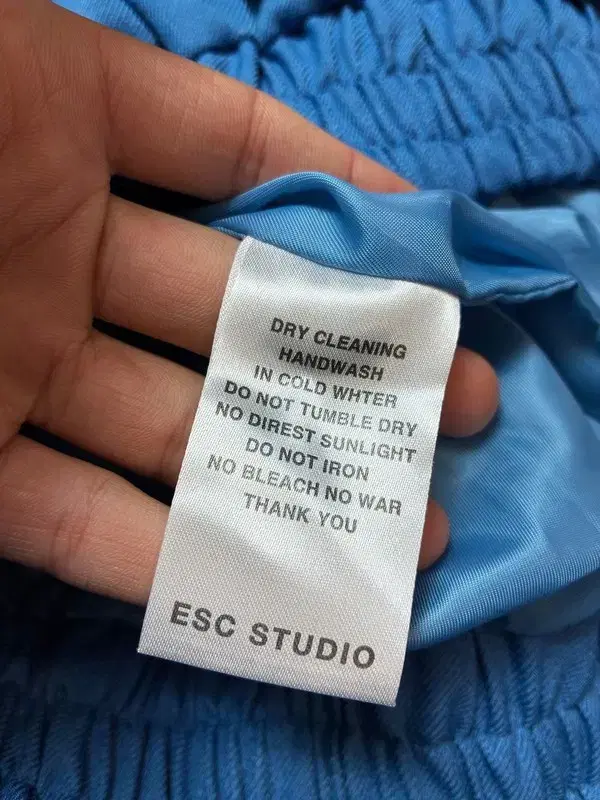 DRY CLEANING
HANDWASH
IN COLD WHTER
DO NOT TUMBLE DRY
NO DIREST SUNLIGHT
DO NOT IRON
NO BLEACH NO WAR
THANK YOU
ESC STUDIO